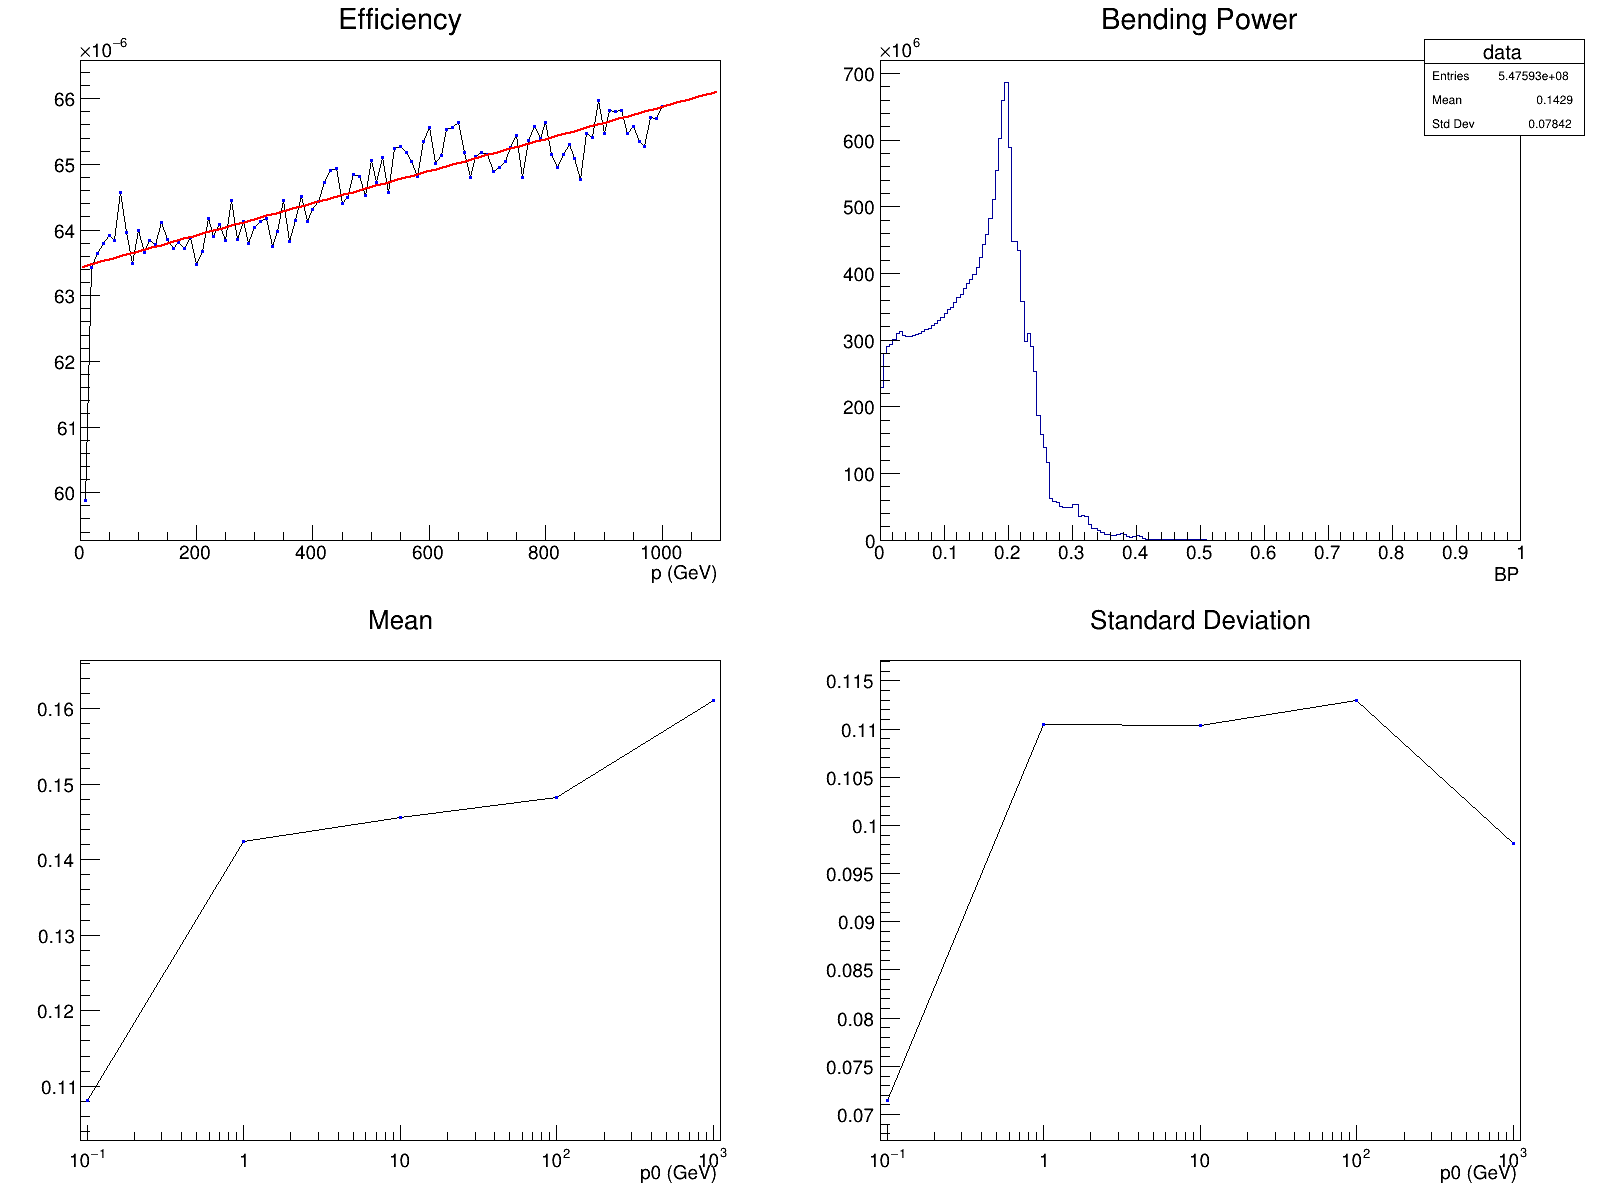 Efficiency
×10⁻⁶
66
65
64
63
62
61
60
0 200 400 600 800 1000
p (GeV)
Bending Power
×10⁶
data
Entries 5.47593e+08
Mean 0.1429
Std Dev 0.07842
700
600
500
400
300
200
100
0
0 0.1 0.2 0.3 0.4 0.5 0.6 0.7 0.8 0.9 1
BP
Mean
0.16
0.15
0.14
0.13
0.12
0.11
10⁻¹ 1 10 10² 10³
p0 (GeV)
Standard Deviation
0.115
0.11
0.105
0.1
0.095
0.09
0.085
0.08
0.075
0.07
10⁻¹ 1 10 10² 10³
p0 (GeV)